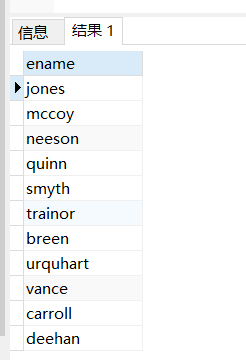 信息 结果 1
ename
jones
mccoy
neeson
quinn
smyth
trainor
breen
urquhart
vance
carroll
deehan